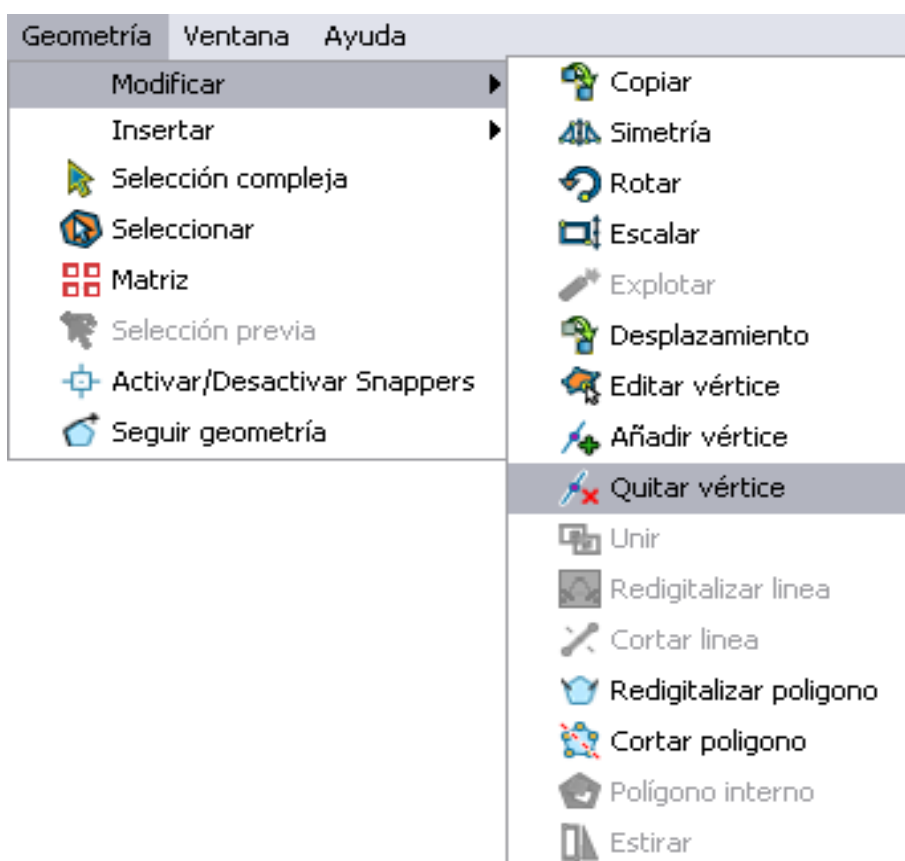 Geometría Ventana Ayuda
Modificar
Insertar
Selección compleja
Seleccionar
Matriz
Selección previa
Activar/Desactivar Snappers
Seguir geometría
Copiar
Simetría
Rotar
Escalar
Explotar
Desplazamiento
Editar vértice
Añadir vértice
Quitar vértice
Unir
Redigitalizar linea
Cortar linea
Redigitalizar poligono
Cortar poligono
Polígono interno
Estirar